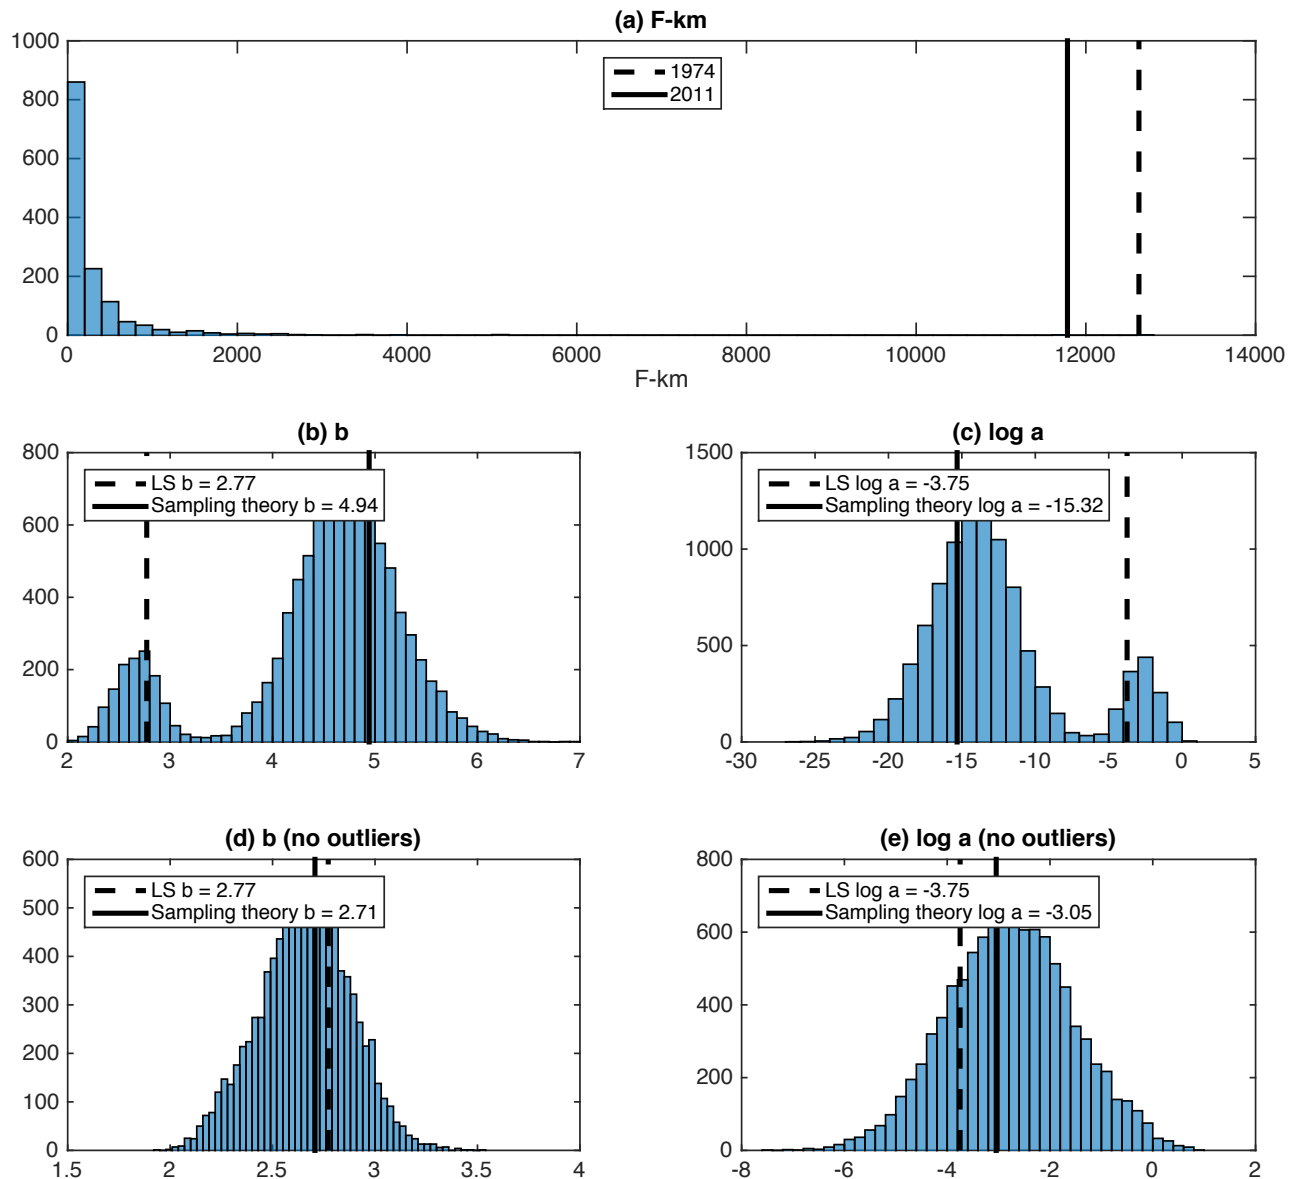 (a) F-km
1000
800
600
400
200
0
1974
2011
0 2000 4000 6000 8000 10000 12000 14000
F-km
(b) b
800
600
400
200
0
LS b = 2.77
Sampling theory b = 4.94
2 3 4 5 6 7
(c) log a
1500
1000
500
0
LS log a = -3.75
Sampling theory log a = -15.32
-30 -25 -20 -15 -10 -5 0 5
(d) b (no outliers)
600
500
400
300
200
100
0
LS b = 2.77
Sampling theory b = 2.71
1.5 2 2.5 3 3.5 4
(e) log a (no outliers)
800
600
400
200
0
LS log a = -3.75
Sampling theory log a = -3.05
-8 -6 -4 -2 0 2